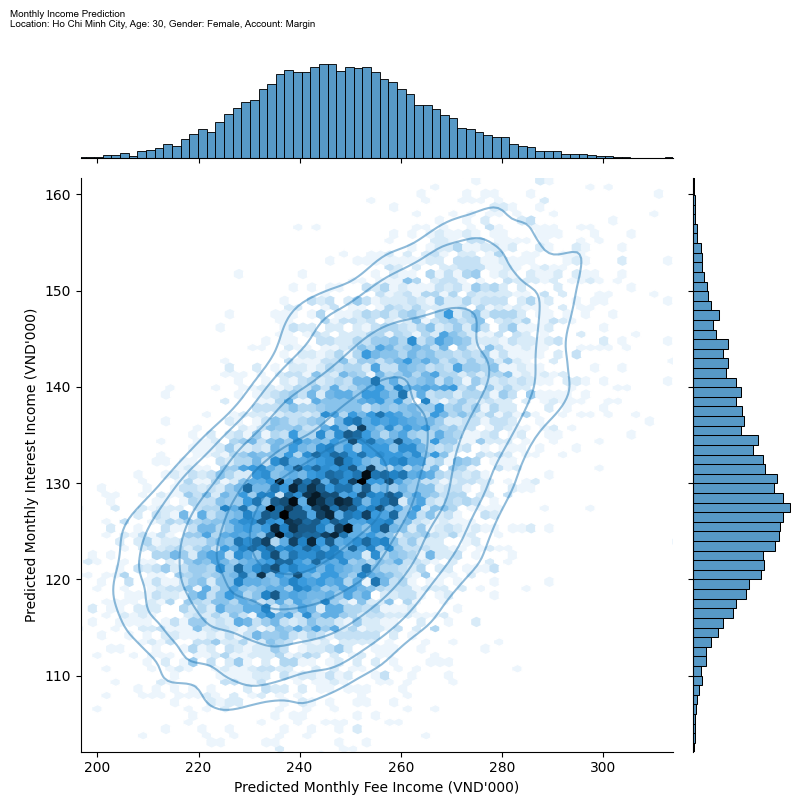 Monthly Income Prediction
Location: Ho Chi Minh City, Age: 30, Gender: Female, Account: Margin
160
150
140
130
120
110
Predicted Monthly Interest Income (VND'000)
200 220 240 260 280 300
Predicted Monthly Fee Income (VND'000)